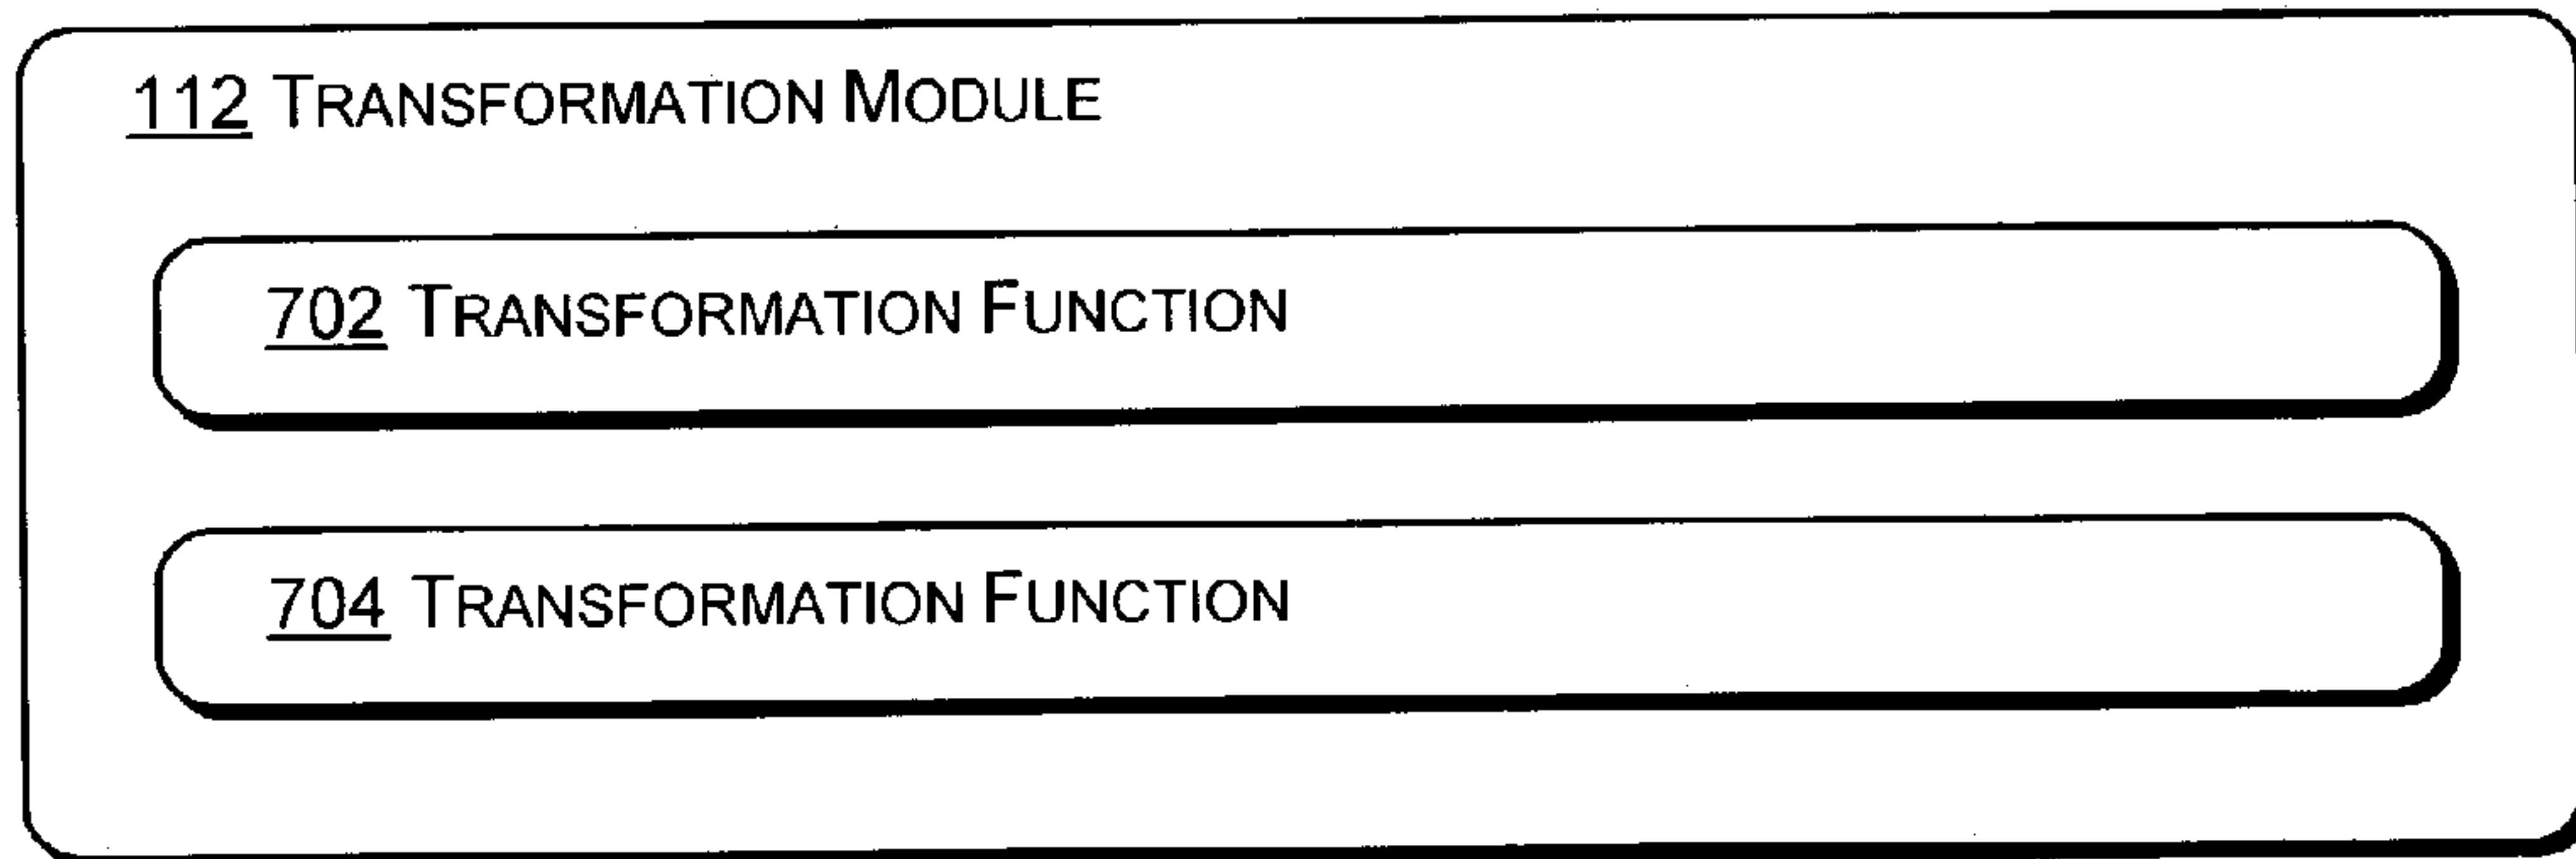 112 TRANSFORMATION MODULE
702 TRANSFORMATION FUNCTION
704 TRANSFORMATION FUNCTION